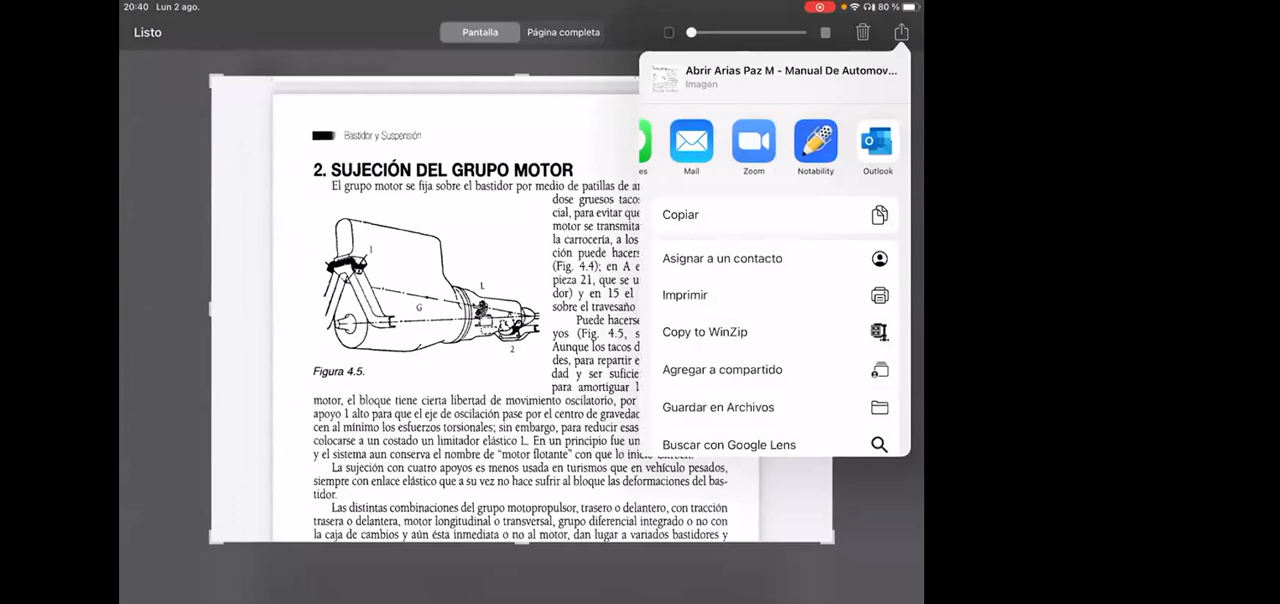 20:40 Lun 2 ago.
80 %
Listo
Pantalla
Página completa
Abrir Arias Paz M - Manual De Automov...
Imagen
es
Mail
Zoom
Notability
Outlook
Copiar
Asignar a un contacto
Imprimir
Copy to WinZip
Agregar a compartido
Guardar en Archivos
Buscar con Google Lens
Bastidor y Suspensión
2. SUJECIÓN DEL GRUPO MOTOR
El grupo motor se fija sobre el bastidor por medio de patillas de
dose gruesos taco
cial, para evitar que
motor se transmita
la carrocería, a los
ción puede hacers
(Fig. 4.4); en A e
pieza 21, que se u
dor) y en 15 el
sobre el travesaño
Puede hacerse
yos (Fig. 4.5, s
Aunque los tacos d
des, para repartir e
dad y ser suficie
para amortiguar l
1
G
L
2
Figura 4.5.
motor, el bloque tiene cierta libertad de movimiento oscilatorio, por
apoyo 1 alto para que el eje de oscilación pase por el centro de graveda
cen al mínimo los esfuerzos torsionales; sin embargo, para reducir esas
colocarse a un costado un limitador elástico L. En un principio fue un
y el sistema aun conserva el nombre de "motor flotante" con que lo inició Citroën.
La sujeción con cuatro apoyos es menos usada en turismos que en vehículo pesados,
siempre con enlace elástico que a su vez no hace sufrir al bloque las deformaciones del bas-
tidor.
Las distintas combinaciones del grupo motopropulsor, trasero o delantero, con tracción
trasera o delantera, motor longitudinal o transversal, grupo diferencial integrado o no con
la caja de cambios y aún ésta inmediata o no al motor, dan lugar a variados bastidores y